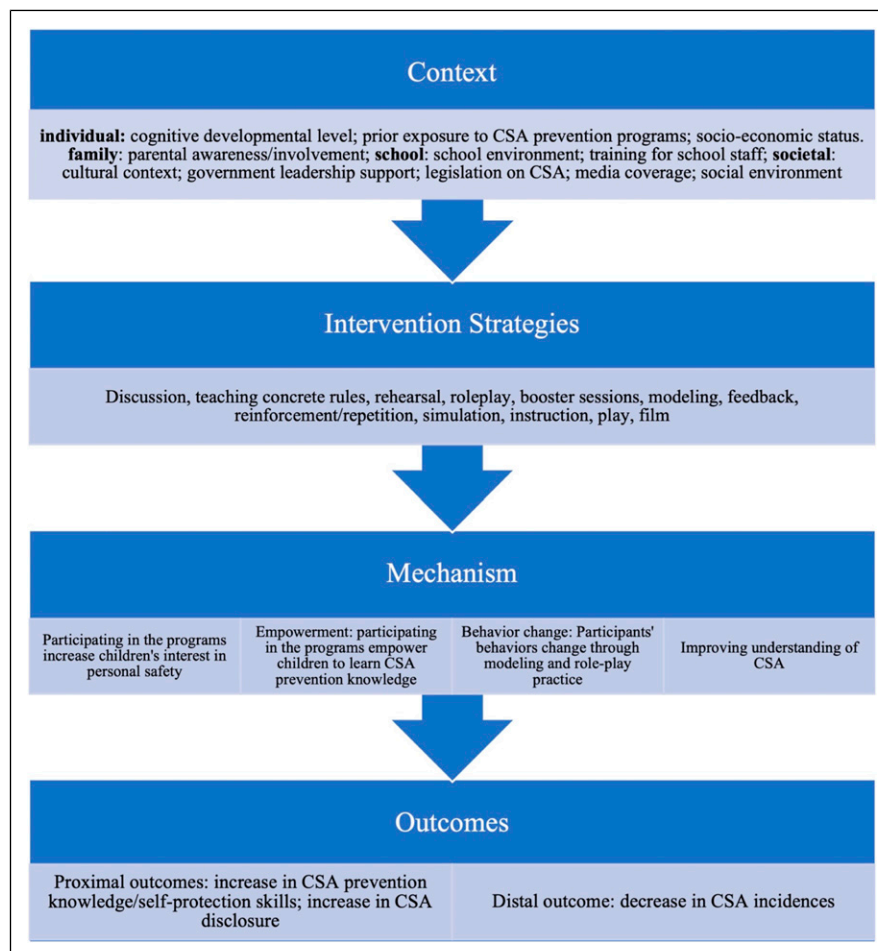 Context
individual: cognitive developmental level; prior exposure to CSA prevention programs; socio-economic status.
family: parental awareness/involvement; school: school environment; training for school staff; societal:
cultural context; government leadership support; legislation on CSA; media coverage; social environment
Intervention Strategies
Discussion, teaching concrete rules, rehearsal, roleplay, booster sessions, modeling, feedback,
reinforcement/repetition, simulation, instruction, play, film
Mechanism
Participating in the programs
increase children's interest in
personal safety
Empowerment: participating
in the programs empower
children to learn CSA
prevention knowledge
Behavior change: Participants'
behaviors change through
modeling and role-play
practice
Improving understanding of
CSA
Outcomes
Proximal outcomes: increase in CSA prevention
knowledge/self-protection skills; increase in CSA
disclosure
Distal outcome: decrease in CSA incidences